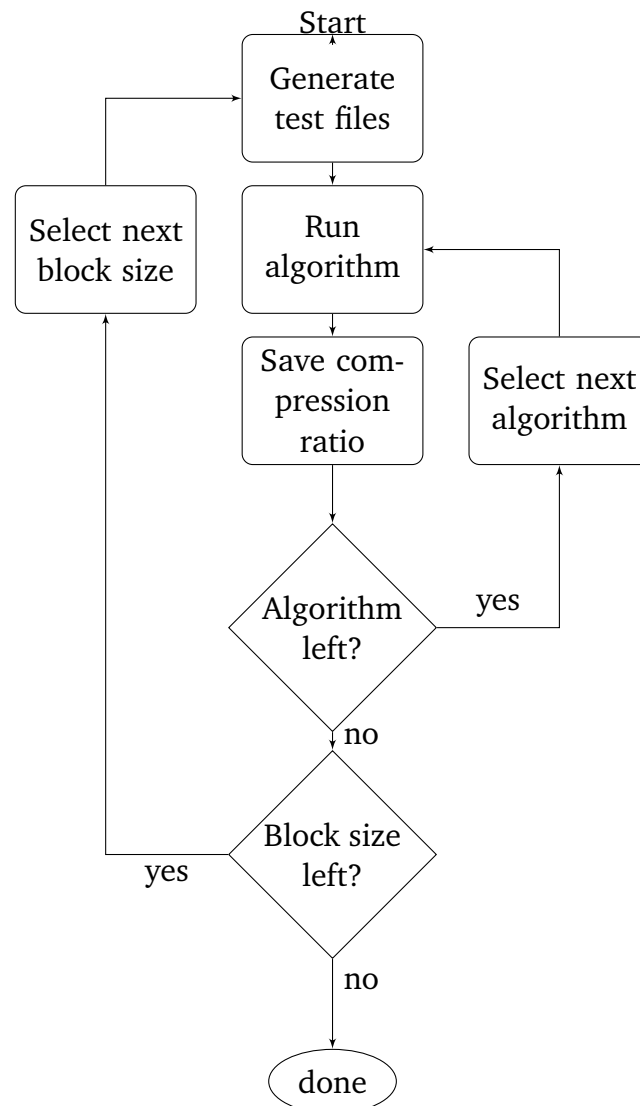 Start
Generate
test files
Select next
block size
Run
algorithm
Save com-
pression
ratio
Select next
algorithm
Algorithm
left?
yes
no
Block size
left?
yes
no
done